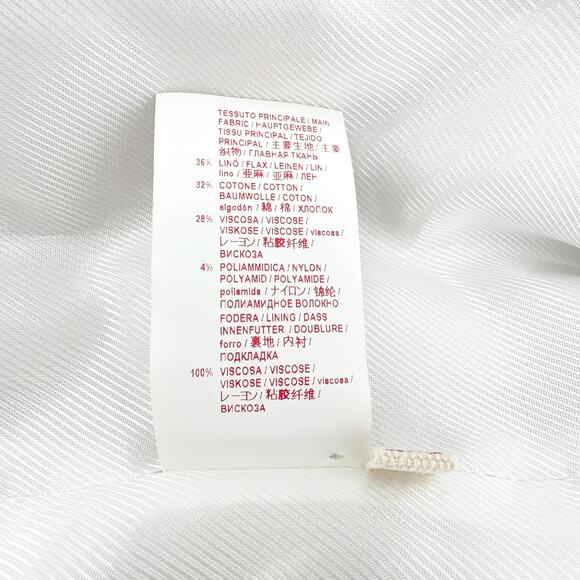 TESSUTO PRINCIPALE / MAIN
FABRIC / HAUPTGEWEBE /
TISSU PRINCIPAL / TEJIDO
PRINCIPAL / 主要生地 / 主要
织物 / ГЛАВНАЯ ТКАНЬ
36% LINO / FLAX / LEINEN / LIN /
lino / 亜麻 / 亚麻 / ЛЕН
32% COTONE / COTTON /
BAUMWOLLE / COTON /
algodón / 綿 / 棉 / ХЛОПОК
28% VISCOSA / VISCOSE /
VISKOSE / VISCOSE / viscosa /
レーヨン / 粘胶纤维 /
ВИСКОЗА
4% POLIAMMIDICA / NYLON /
POLYAMID / POLYAMIDE /
poliamida / ナイロン / 锦纶 /
ПОЛИАМИДНОЕ ВОЛОКНО
FODERA / LINING / DASS
INNENFUTTER / DOUBLURE /
forro / 裏地 / 内衬 /
ПОДКЛАДКА
100% VISCOSA / VISCOSE /
VISKOSE / VISCOSE / viscosa /
レーヨン / 粘胶纤维 /
ВИСКОЗА